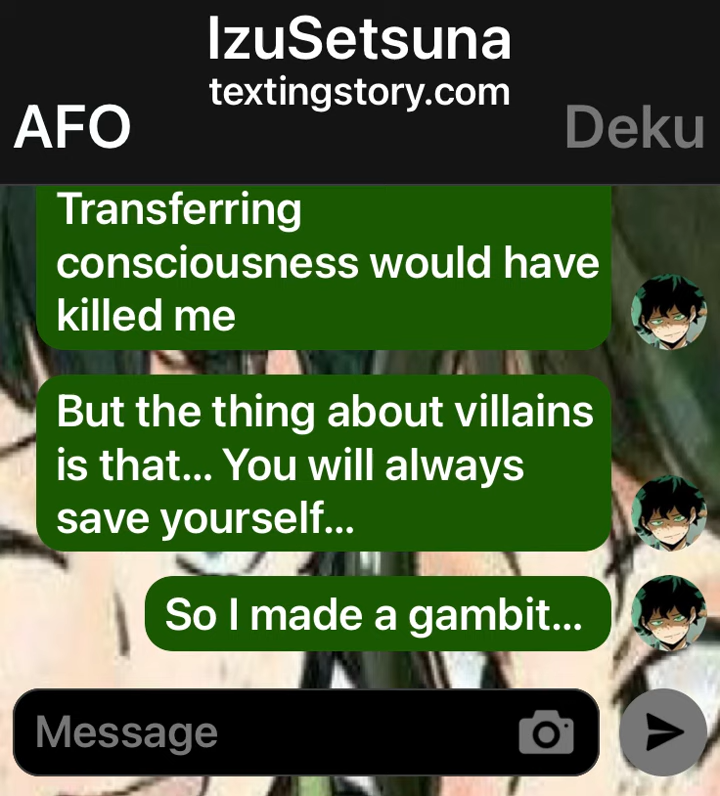 IzuSetsuna
textingstory.com
AFO
Deku
Transferring
consciousness would have
killed me
But the thing about villains
is that... You will always
save yourself...
So I made a gambit...
Message